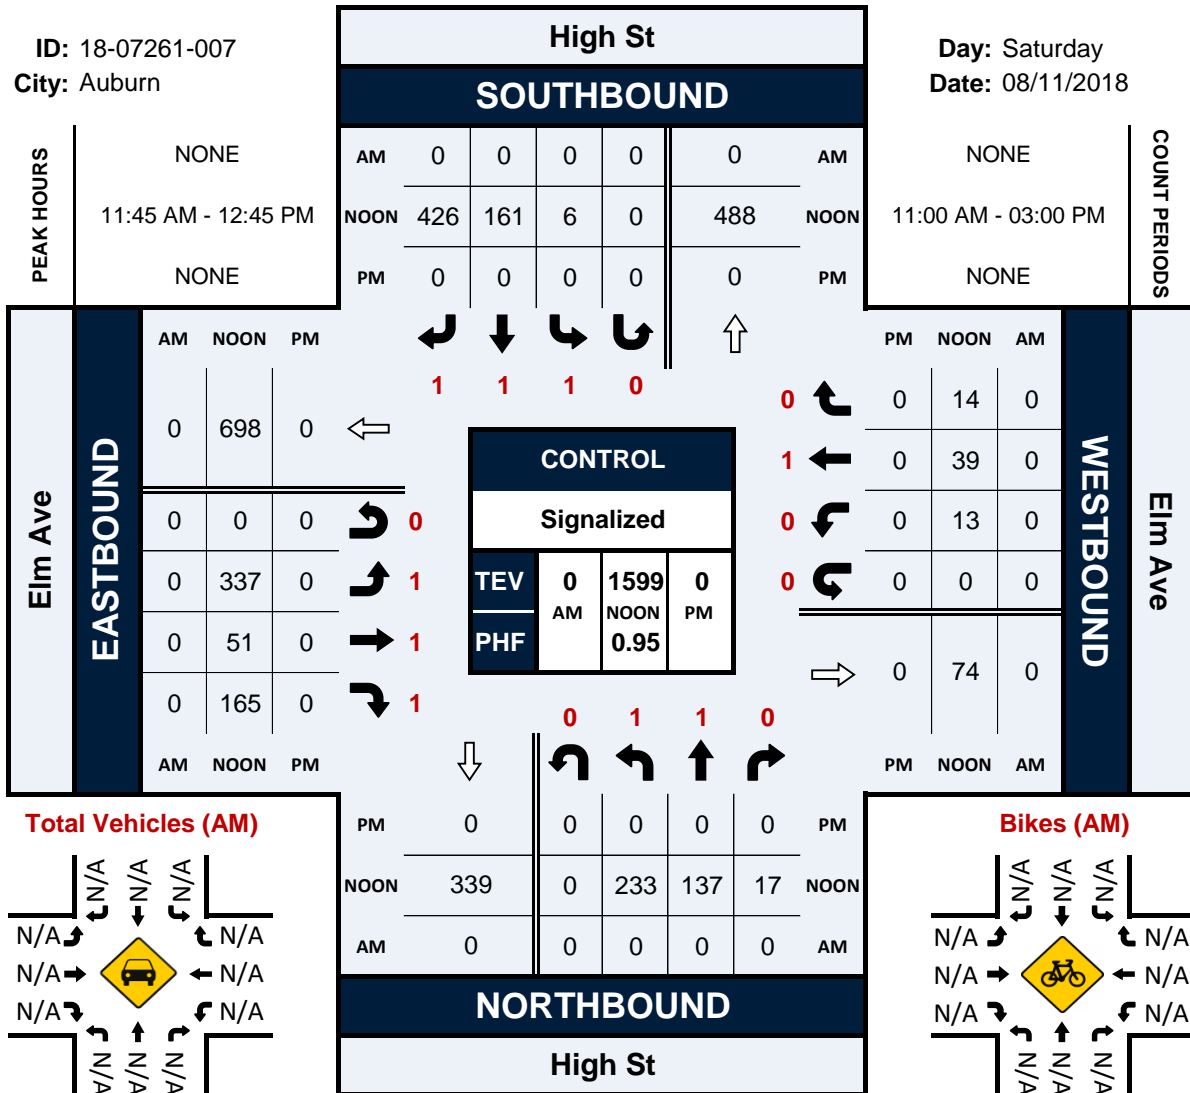 ID: 18-07261-007
City: Auburn
High St
SOUTHBOUND
Day: Saturday
Date: 08/11/2018
PEAK HOURS
NONE
11:45 AM - 12:45 PM
NONE
AM 0 0 0 0 0 AM
NOON 426 161 6 0 488 NOON
PM 0 0 0 0 0 PM
NONE
11:00 AM - 03:00 PM
NONE
COUNT PERIODS
1 1 1 0
Elm Ave
EASTBOUND
AM NOON PM
0 698 0
0 0 0 0
0 337 0 1
0 51 0 1
0 165 0 1
AM NOON PM
CONTROL
Signalized
TEV 0 1599 0
AM NOON PM
PHF 0.95
PM NOON AM
0 0 14 0
1 0 39 0
0 0 13 0
0 0 0 0
0 74 0
PM NOON AM
WESTBOUND
Elm Ave
0 1 1 0
PM 0 0 0 0 0 PM
NOON 339 0 233 137 17 NOON
AM 0 0 0 0 0 AM
NORTHBOUND
High St
Total Vehicles (AM)
N/A N/A N/A
N/A N/A
N/A N/A
N/A N/A
N/A N/A N/A
Bikes (AM)
N/A N/A N/A
N/A N/A
N/A N/A
N/A N/A
N/A N/A N/A